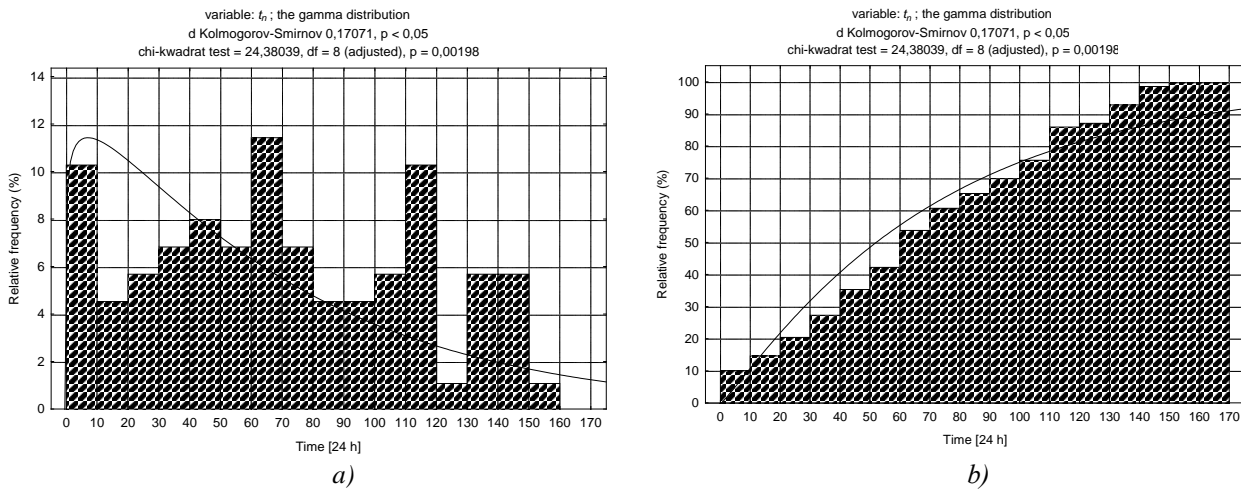 variable: tn ; the gamma distribution
d Kolmogorov-Smirnov 0,17071, p < 0,05
chi-kwadrat test = 24,38039, df = 8 (adjusted), p = 0,00198
14
12
10
8
6
4
2
0
Relative frequency (%)
0 10 20 30 40 50 60 70 80 90 100 110 120 130 140 150 160 170
Time [24 h]
a)
variable: tn ; the gamma distribution
d Kolmogorov-Smirnov 0,17071, p < 0,05
chi-kwadrat test = 24,38039, df = 8 (adjusted), p = 0,00198
100
90
80
70
60
50
40
30
20
10
0
Relative frequency (%)
0 10 20 30 40 50 60 70 80 90 100 110 120 130 140 150 160 170
Time [24 h]
b)